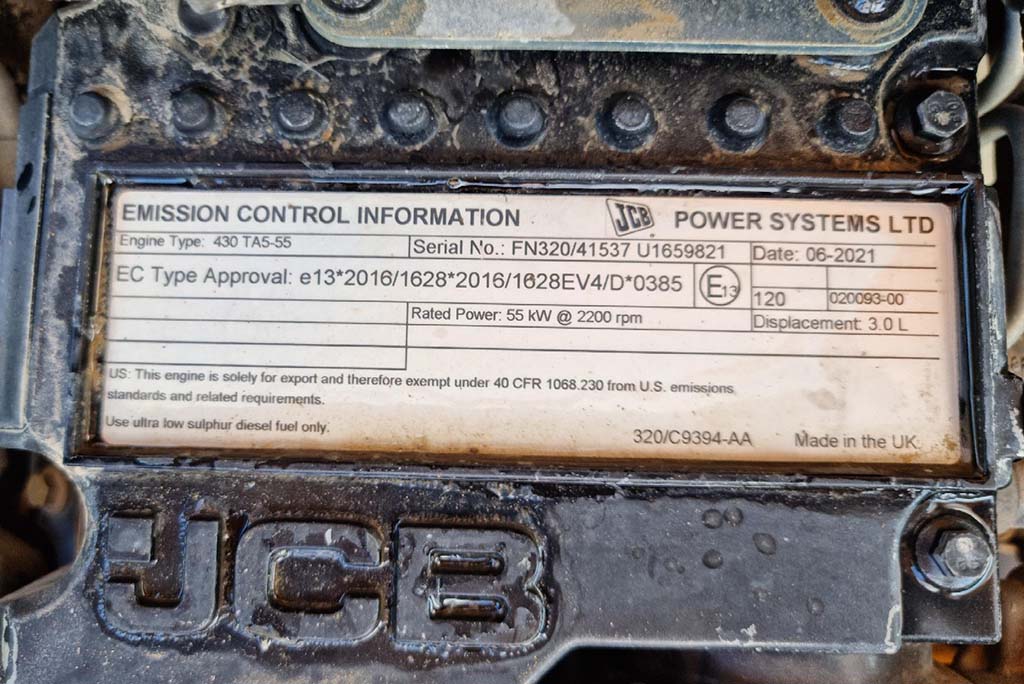 EMISSION CONTROL INFORMATION JCB POWER SYSTEMS LTD
Engine Type: 430 TA5-55 Serial No.: FN320/41537 U1659821 Date: 06-2021
EC Type Approval: e13*2016/1628*2016/1628EV4/D*0385 E13
120 020093-00
Rated Power: 55 kW @ 2200 rpm Displacement: 3.0 L
US: This engine is solely for export and therefore exempt under 40 CFR 1068.230 from U.S. emissions
standards and related requirements.
Use ultra low sulphur diesel fuel only.
320/C9394-AA Made in the UK
JCB